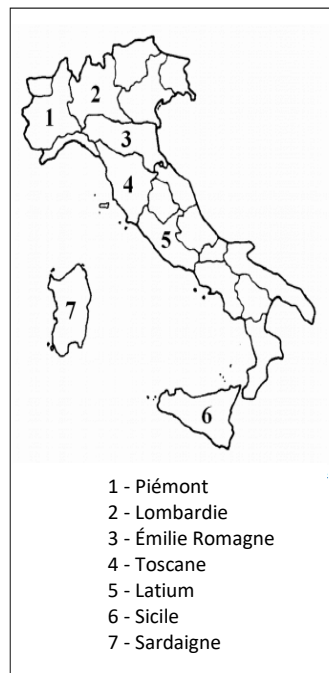 2
1
3
4
5
7
6
1 - Piémont
2 - Lombardie
3 - Émilie Romagne
4 - Toscane
5 - Latium
6 - Sicile
7 - Sardaigne